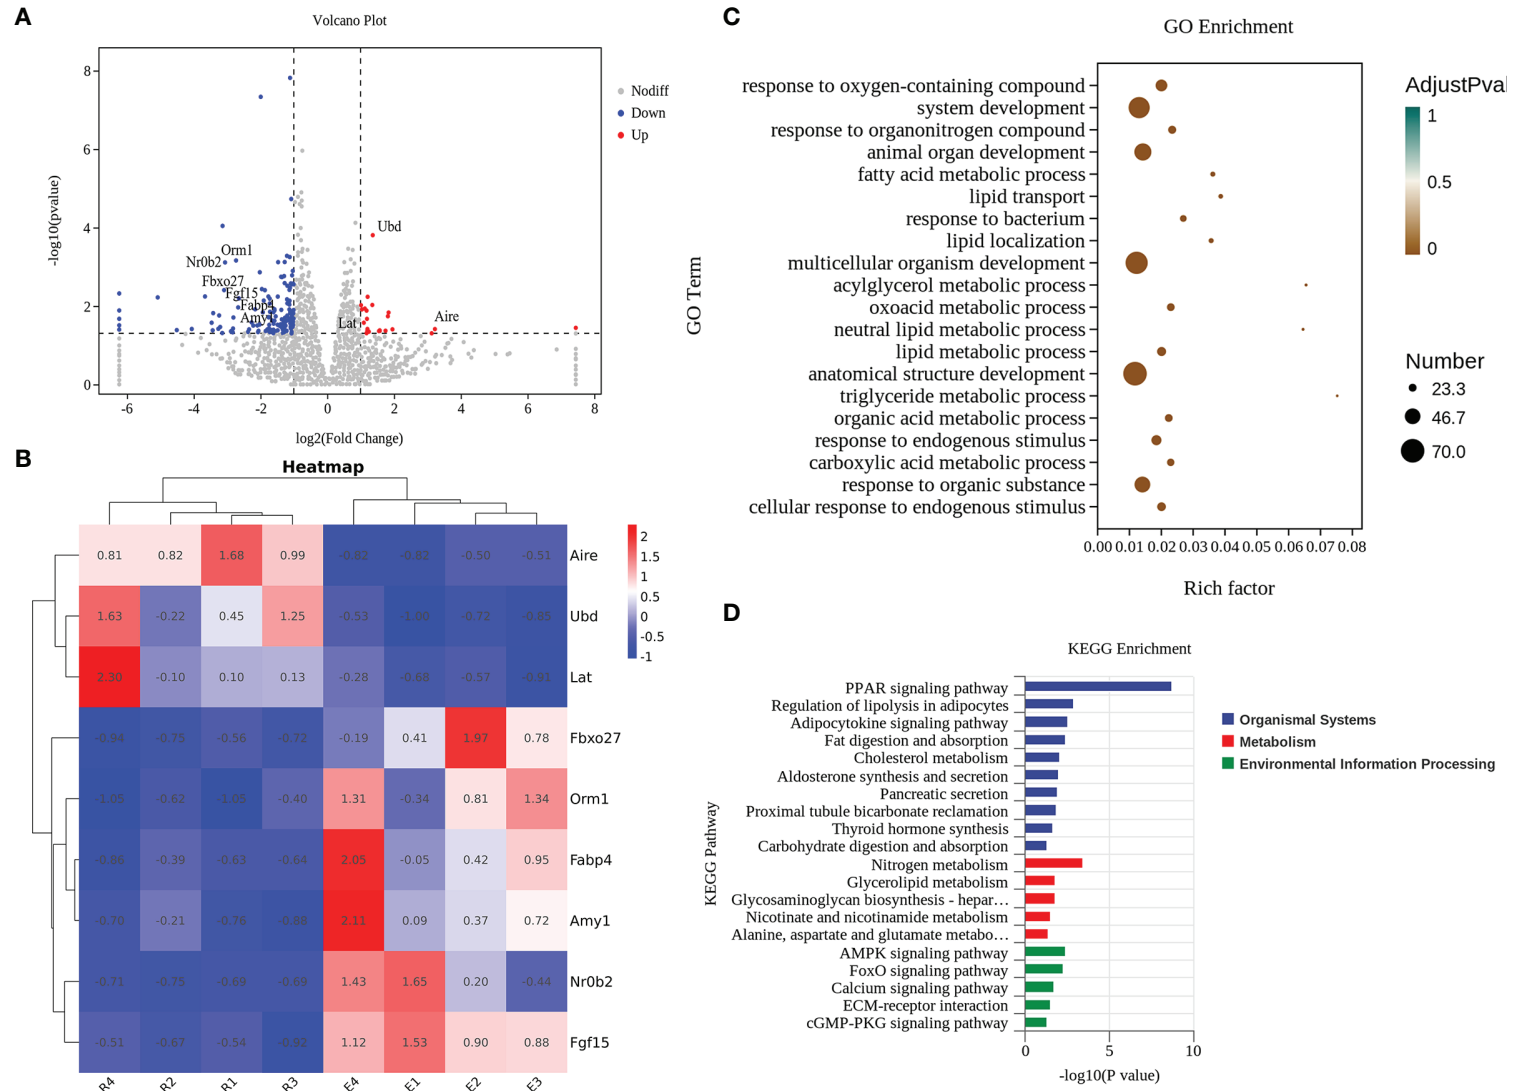 A
Volcano Plot
-log10(pvalue)
8
6
4
2
0
-6
-4
-2
0
2
4
6
8
log2(Fold Change)
Nodiff
Down
Up
Ubd
Orm1
Nr0b2
Fbxo27
Fgf15
Fabp4
Amy1
Lat
Aire
B
Heatmap
0.81 0.82 1.68 0.99 -0.62 -0.62 -0.50 -0.51 Aire
1.63 -0.22 0.45 1.25 -0.53 -1.00 -0.72 -0.95 Ubd
2.30 -0.10 0.10 0.13 -0.28 -0.68 -0.57 -0.91 Lat
-0.94 -0.75 -0.56 -0.72 -0.19 0.41 1.97 0.78 Fbxo27
-1.05 -0.62 -1.05 -0.40 1.31 -0.34 0.81 1.34 Orm1
-0.96 -0.39 -0.63 -0.64 2.05 -0.05 0.42 0.95 Fabp4
-0.70 -0.21 -0.76 -0.88 2.11 0.09 0.37 0.72 Amy1
-0.71 -0.75 -0.69 -0.69 1.43 1.65 0.20 -0.44 Nr0b2
-0.51 -0.67 -0.54 -0.92 1.12 1.53 0.90 0.88 Fgf15
R4 R2 R1 R3 E4 E1 E2 E3
2
1.5
1
0.5
0
-0.5
-1
C
GO Enrichment
GO Term
response to oxygen-containing compound
system development
response to organonitrogen compound
animal organ development
fatty acid metabolic process
lipid transport
response to bacterium
lipid localization
multicellular organism development
acylglycerol metabolic process
oxoacid metabolic process
neutral lipid metabolic process
lipid metabolic process
anatomical structure development
triglyceride metabolic process
organic acid metabolic process
response to endogenous stimulus
carboxylic acid metabolic process
response to organic substance
cellular response to endogenous stimulus
0.00 0.01 0.02 0.03 0.04 0.05 0.06 0.07 0.08
Rich factor
AdjustPval
1
0.5
0
Number
23.3
46.7
70.0
D
KEGG Enrichment
KEGG Pathway
PPAR signaling pathway
Regulation of lipolysis in adipocytes
Adipocytokine signaling pathway
Fat digestion and absorption
Cholesterol metabolism
Aldosterone synthesis and secretion
Pancreatic secretion
Proximal tubule bicarbonate reclamation
Thyroid hormone synthesis
Carbohydrate digestion and absorption
Nitrogen metabolism
Glycerolipid metabolism
Glycosaminoglycan biosynthesis - hepar…
Nicotinate and nicotinamide metabolism
Alanine, aspartate and glutamate metabo…
AMPK signaling pathway
FoxO signaling pathway
Calcium signaling pathway
ECM-receptor interaction
cGMP-PKG signaling pathway
0 5 10
-log10(P value)
Organismal Systems
Metabolism
Environmental Information Processing